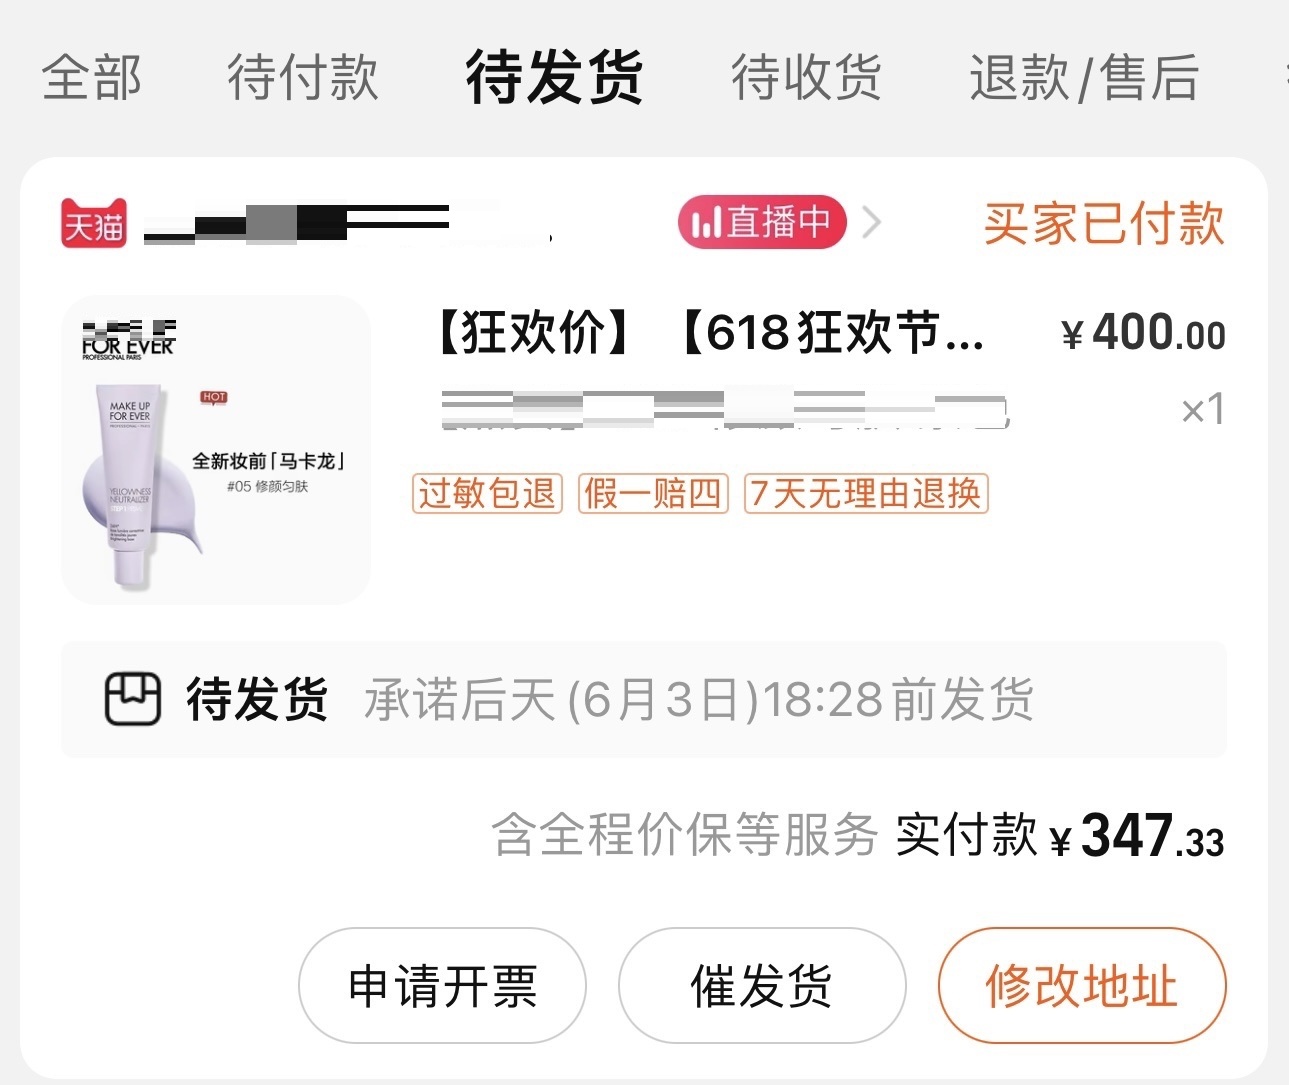 全部 待付款 待发货 待收货 退款/售后
天猫 直播中 买家已付款
【狂欢价】【618狂欢节... ¥400.00
×1
过敏包退 假一赔四 7天无理由退换
FOR EVER
PROFESSIONAL PARIS
HOT
MAKE UP
FOR EVER
全新妆前「马卡龙」
#05 修颜匀肤
YELLOWNESS
NEUTRALIZER
待发货 承诺后天(6月3日)18:28前发货
含全程价保等服务 实付款 ¥347.33
申请开票 催发货 修改地址